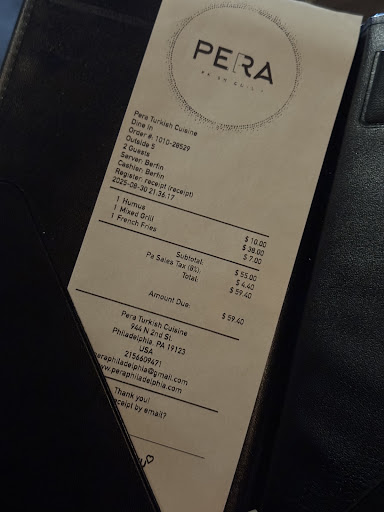 PERA
Pera Turkish Cuisine
Dine in
Order #: 1010-28529
Outside 5
2 Guests
Server: Berfin
Cashier: Berfin
Register: receipt (receipt)
2025-08-30 21:36:17
1 Humus $ 10.00
1 Mixed Grill $ 38.00
1 French Fries $ 7.00
Subtotal: $ 55.00
Pa Sales Tax (8%): $ 4.40
Total: $ 59.40
Amount Due: $ 59.40
Pera Turkish Cuisine
944 N 2nd St.
Philadelphia, PA 19123
USA
2156609471
peraphiladelphia@gmail.com
www.peraphiladelphia.com
Thank you!
receipt by email?